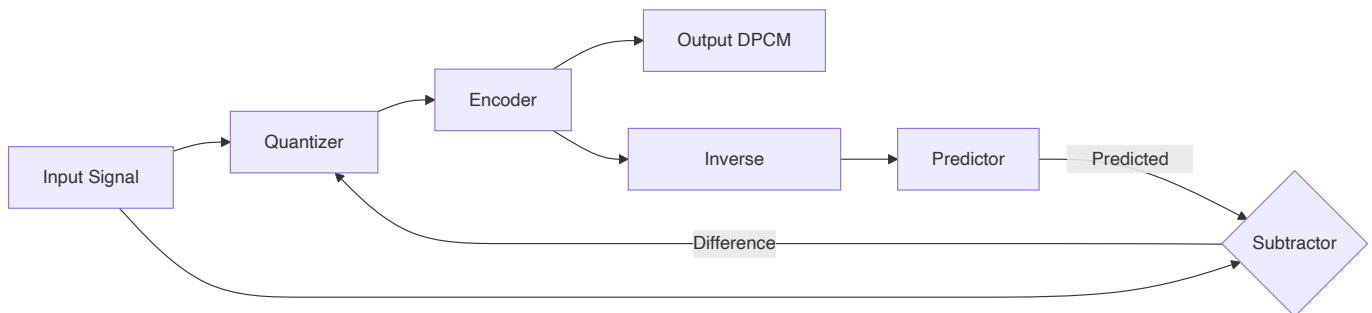 Input Signal
Quantizer
Encoder
Output DPCM
Inverse
Predictor
Predicted
Subtractor
Difference